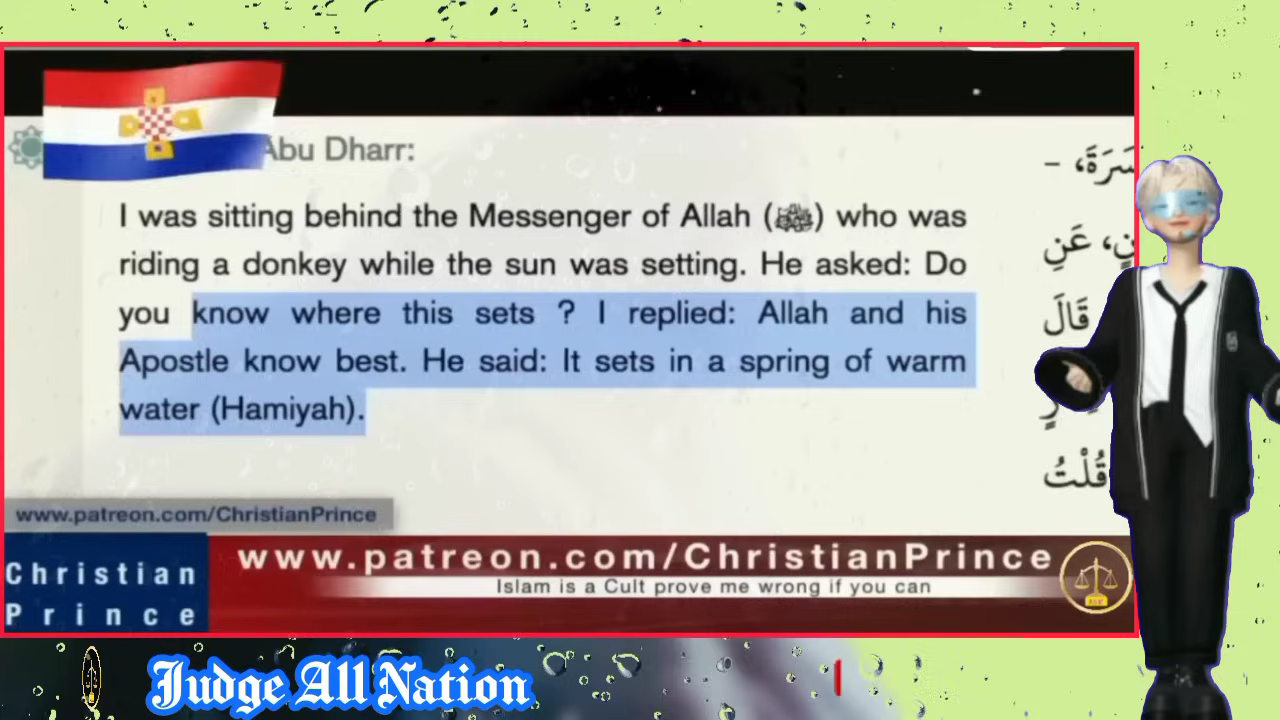 Abu Dharr:
I was sitting behind the Messenger of Allah (ﷺ) who was
riding a donkey while the sun was setting. He asked: Do
you know where this sets ? I replied: Allah and his
Apostle know best. He said: It sets in a spring of warm
water (Hamiyah).
عَنِ
قَالَ
قُلْتُ
www.patreon.com/ChristianPrince
Christian
Prince
www.patreon.com/ChristianPrince
Islam is a Cult prove me wrong if you can
Judge All Nation